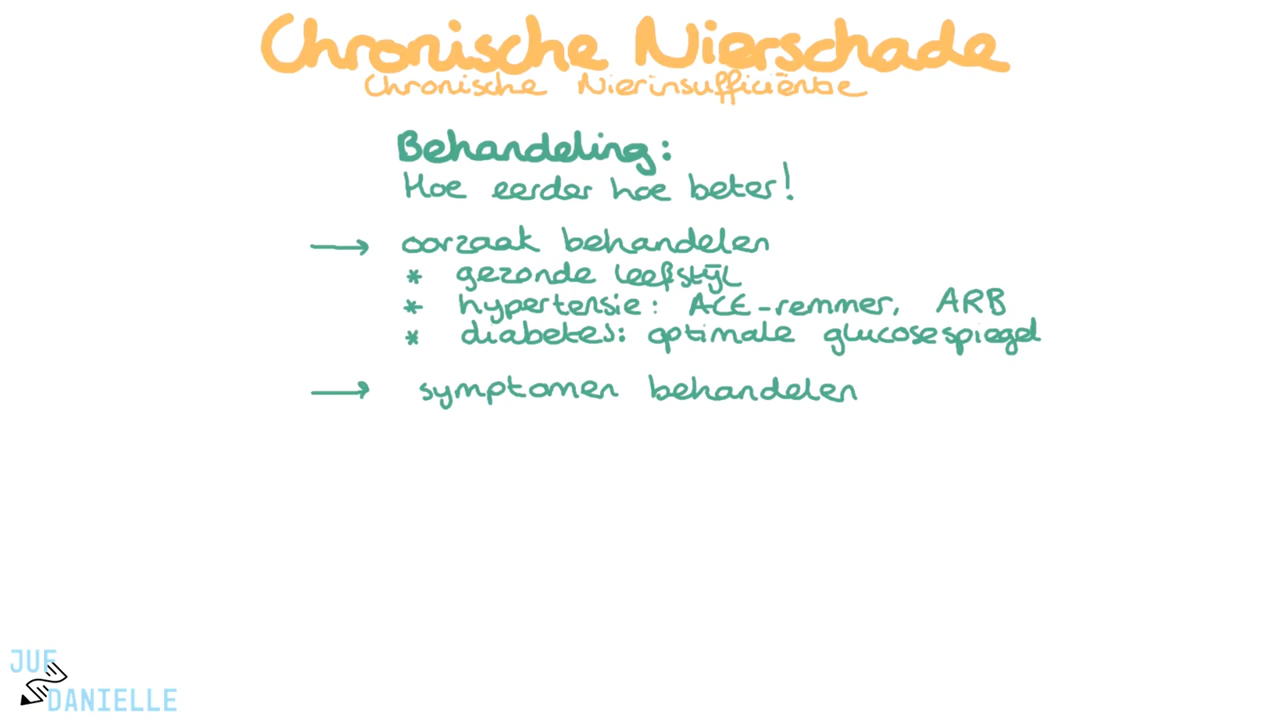 Chronische Nierschade
Chronische Nierinsufficiëntie
Behandeling:
Hoe eerder hoe beter!
→ oorzaak behandelen
* gezonde leefstijl
* hypertensie: ACE-remmer, ARB
* diabetes: optimale glucosespiegel
→ symptomen behandelen
JUF
DANIELLE